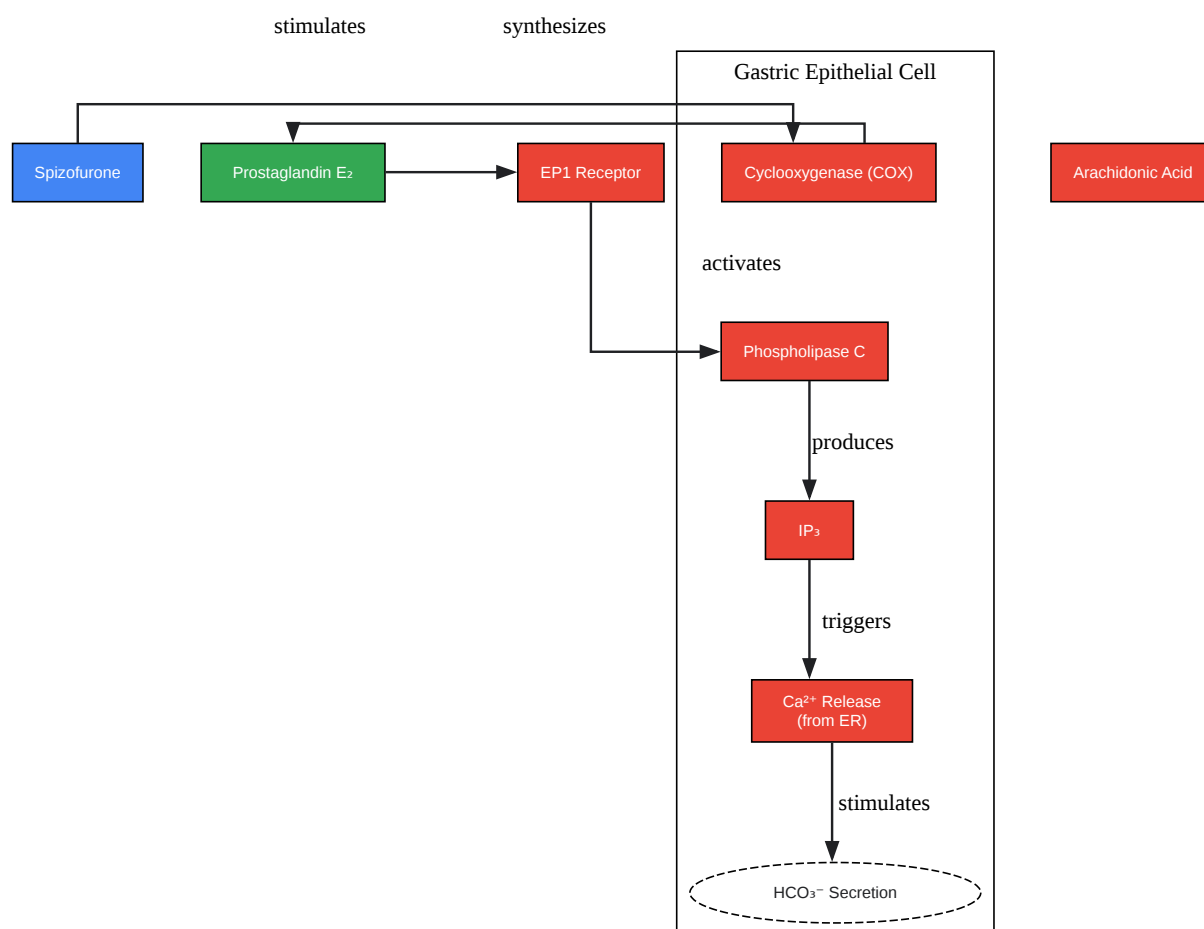 stimulates
synthesizes
Gastric Epithelial Cell
Spizofurone
Prostaglandin E₂
EP1 Receptor
Cyclooxygenase (COX)
Arachidonic Acid
activates
Phospholipase C
produces
IP₃
triggers
Ca²⁺ Release
(from ER)
stimulates
HCO₃⁻ Secretion